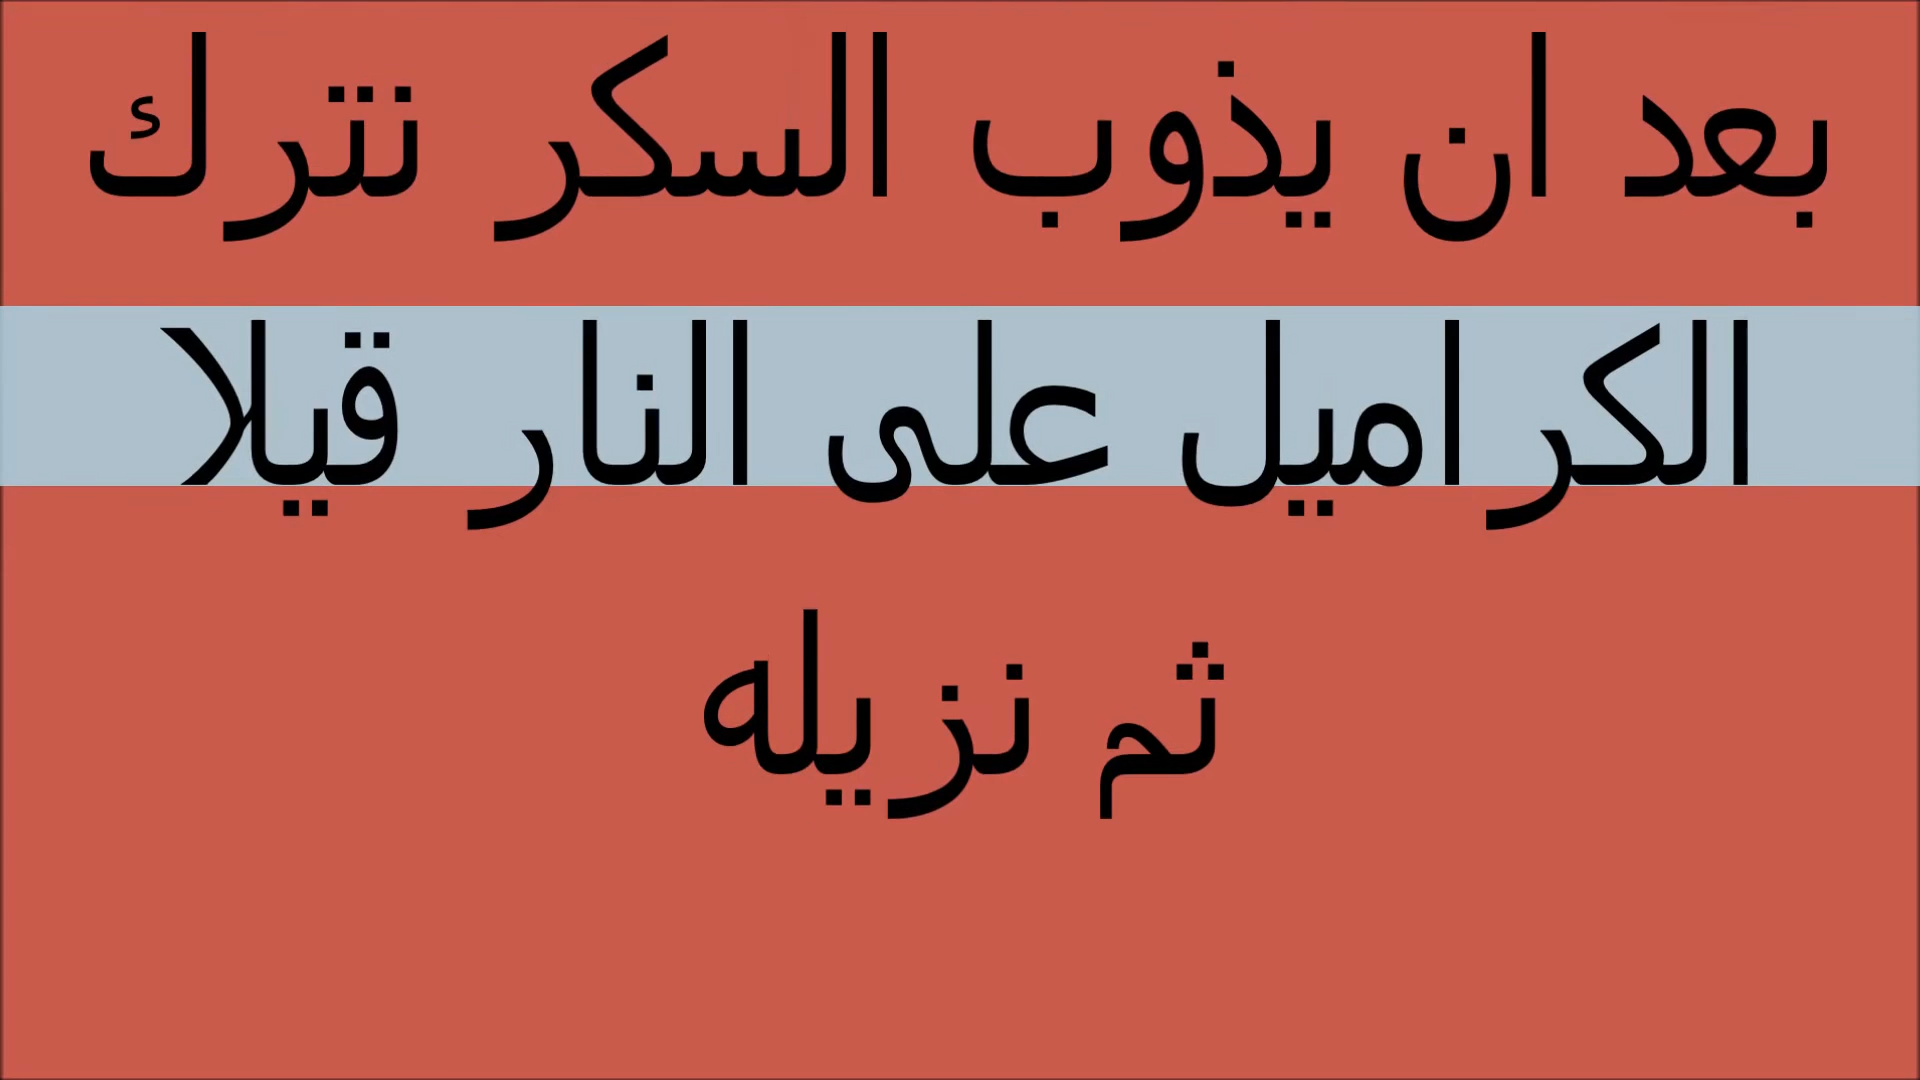 بعد ان يذوب السكر نترك
الكراميل على النار قيلا
ثم نزيله